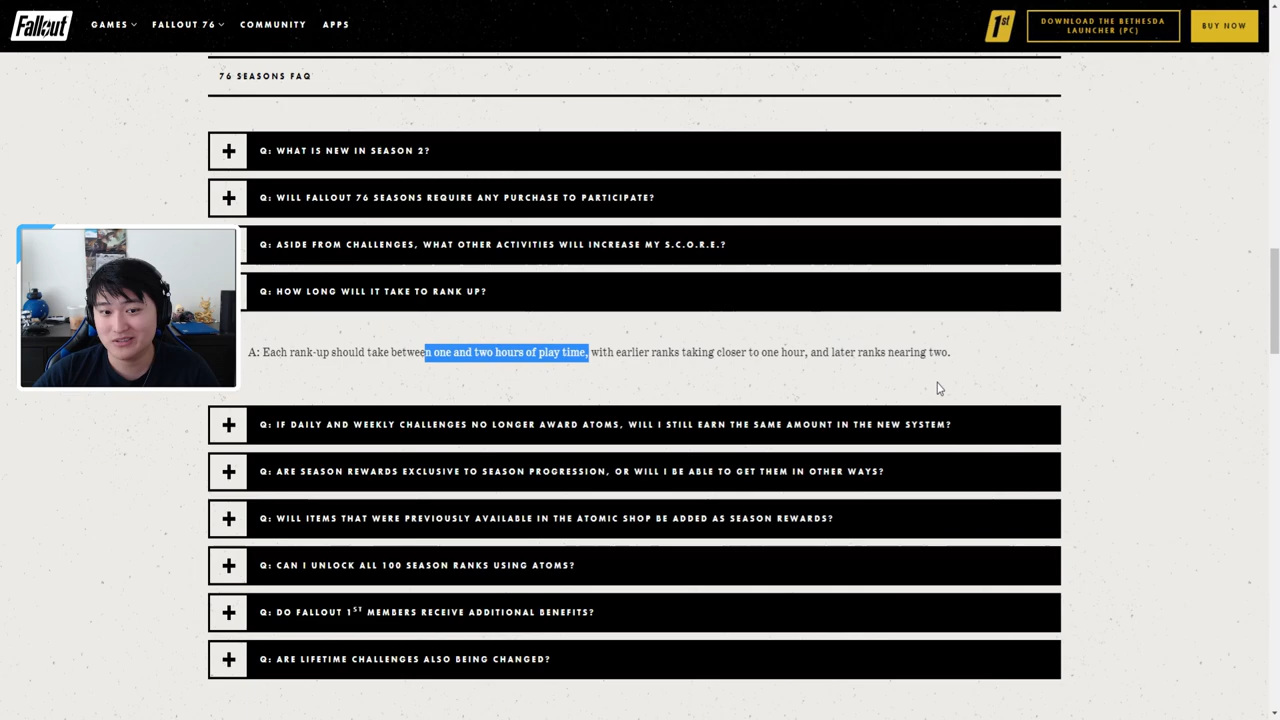 Fallout
GAMES
FALLOUT 76
COMMUNITY
APPS
1st
DOWNLOAD THE BETHESDA
LAUNCHER (PC)
BUY NOW
76 SEASONS FAQ
+ Q: WHAT IS NEW IN SEASON 2?
+ Q: WILL FALLOUT 76 SEASONS REQUIRE ANY PURCHASE TO PARTICIPATE?
Q: ASIDE FROM CHALLENGES, WHAT OTHER ACTIVITIES WILL INCREASE MY S.C.O.R.E.?
Q: HOW LONG WILL IT TAKE TO RANK UP?
A: Each rank-up should take between one and two hours of play time, with earlier ranks taking closer to one hour, and later ranks nearing two.
+ Q: IF DAILY AND WEEKLY CHALLENGES NO LONGER AWARD ATOMS, WILL I STILL EARN THE SAME AMOUNT IN THE NEW SYSTEM?
+ Q: ARE SEASON REWARDS EXCLUSIVE TO SEASON PROGRESSION, OR WILL I BE ABLE TO GET THEM IN OTHER WAYS?
+ Q: WILL ITEMS THAT WERE PREVIOUSLY AVAILABLE IN THE ATOMIC SHOP BE ADDED AS SEASON REWARDS?
+ Q: CAN I UNLOCK ALL 100 SEASON RANKS USING ATOMS?
+ Q: DO FALLOUT 1ST MEMBERS RECEIVE ADDITIONAL BENEFITS?
+ Q: ARE LIFETIME CHALLENGES ALSO BEING CHANGED?